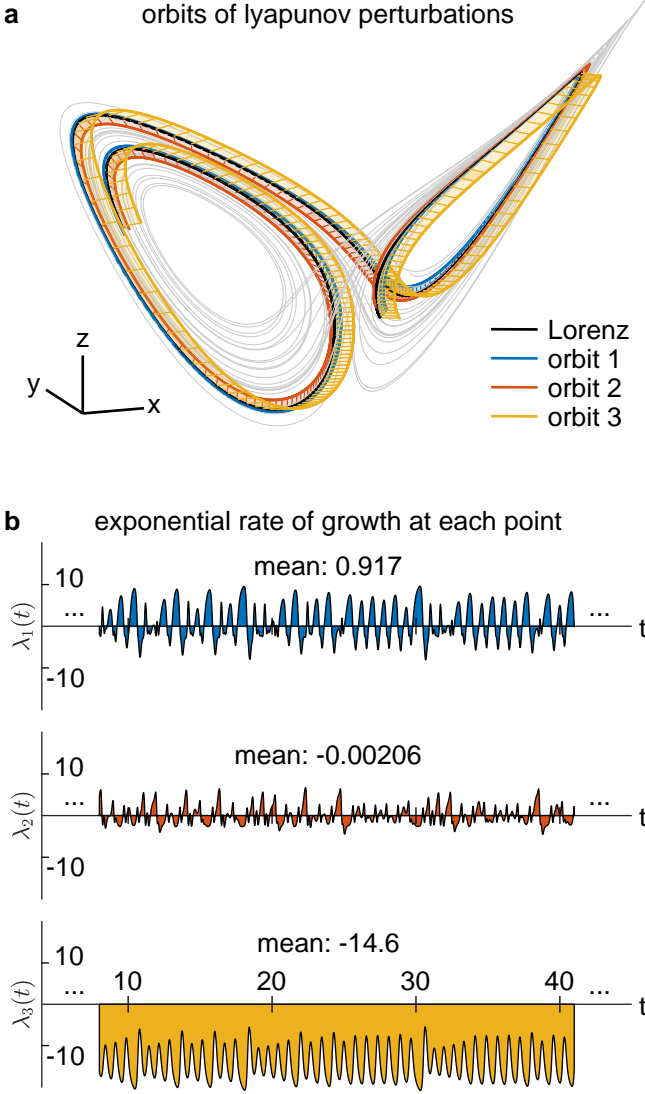 a orbits of lyapunov perturbations
z
y
x
Lorenz
orbit 1
orbit 2
orbit 3
b exponential rate of growth at each point
mean: 0.917
10
... ...
λ₁(t)
t
-10
mean: -0.00206
10
... ...
λ₂(t)
t
-10
mean: -14.6
10
10 20 30 40
... ...
λ₃(t)
t
-10